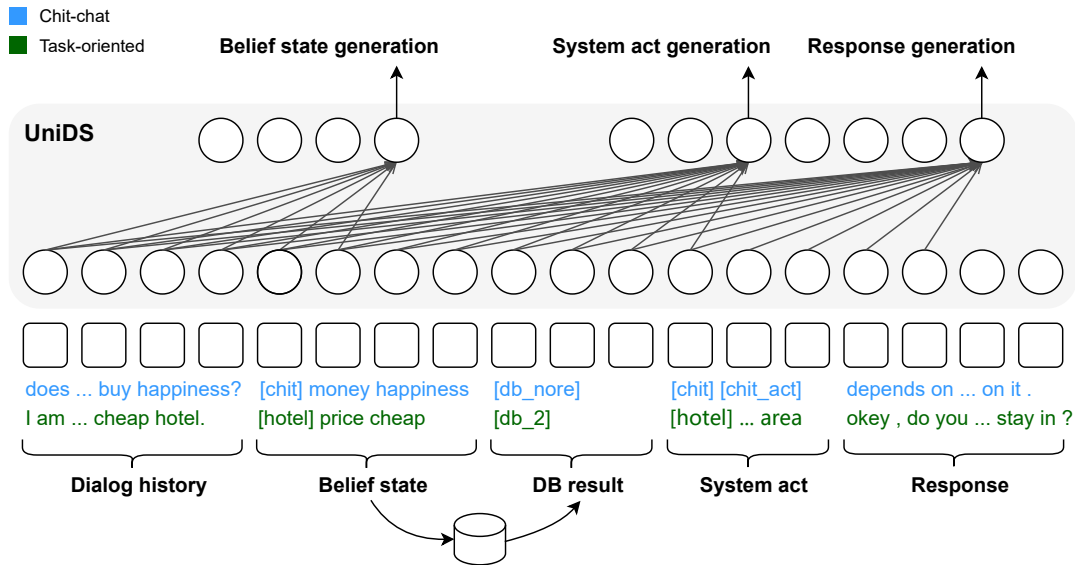 Chit-chat
Task-oriented
Belief state generation
System act generation
Response generation
UniDS
does ... buy happiness?
[chit] money happiness
[db_nore]
[chit] [chit_act]
depends on ... on it .
I am ... cheap hotel.
[hotel] price cheap
[db_2]
[hotel] ... area
okey , do you ... stay in ?
Dialog history
Belief state
DB result
System act
Response